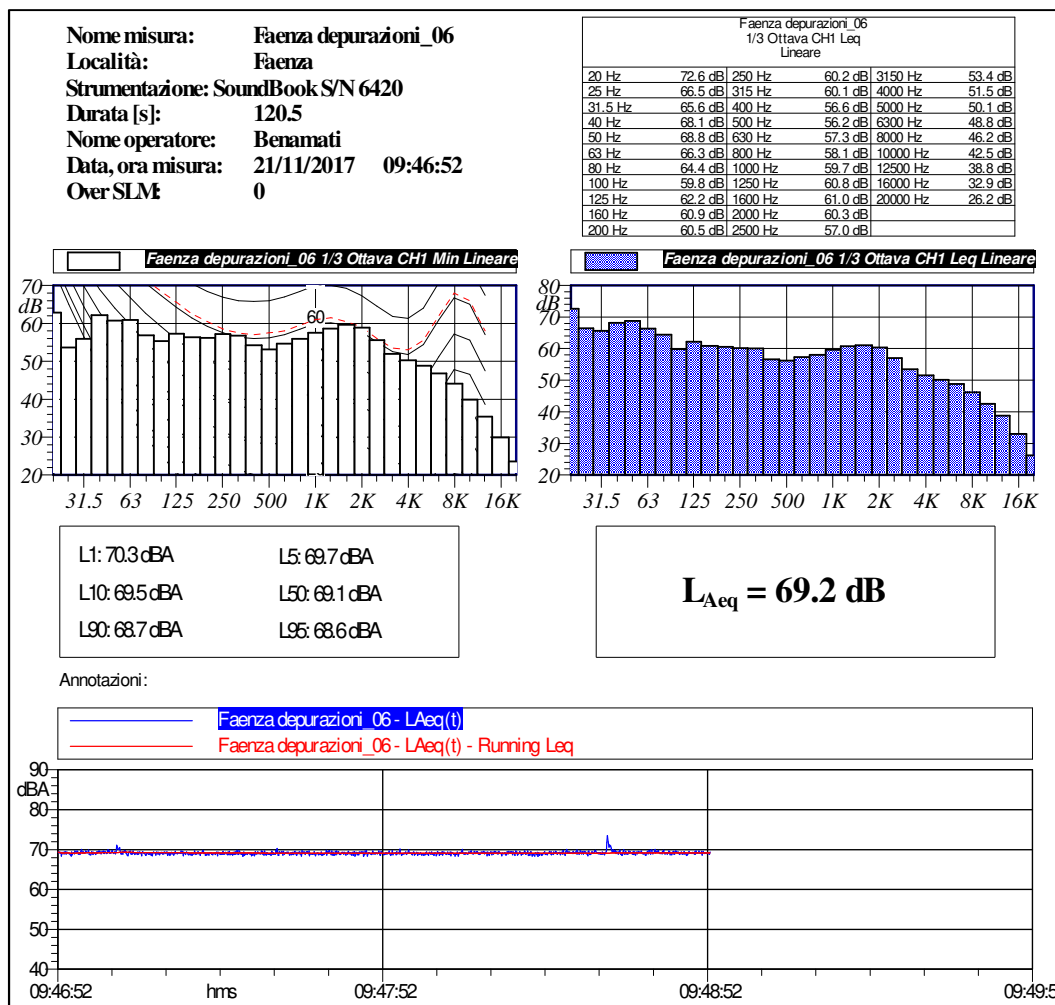 Nome misura: Faenza depurazioni_06
Località: Faenza
Strumentazione: SoundBook S/N 6420
Durata [s]: 120.5
Nome operatore: Benamati
Data, ora misura: 21/11/2017 09:46:52
Over SLM: 0
Faenza depurazioni_06
1/3 Ottava CH1 Leq
Lineare
20 Hz 72.6 dB 250 Hz 60.2 dB 3150 Hz 53.4 dB
25 Hz 66.5 dB 315 Hz 60.1 dB 4000 Hz 51.5 dB
31.5 Hz 65.6 dB 400 Hz 56.6 dB 5000 Hz 50.1 dB
40 Hz 68.1 dB 500 Hz 56.2 dB 6300 Hz 48.8 dB
50 Hz 68.8 dB 630 Hz 57.3 dB 8000 Hz 46.2 dB
63 Hz 66.3 dB 800 Hz 58.1 dB 10000 Hz 42.5 dB
80 Hz 64.4 dB 1000 Hz 59.7 dB 12500 Hz 38.8 dB
100 Hz 59.8 dB 1250 Hz 60.8 dB 16000 Hz 32.9 dB
125 Hz 62.2 dB 1600 Hz 61.0 dB 20000 Hz 26.2 dB
160 Hz 60.9 dB 2000 Hz 60.3 dB
200 Hz 60.5 dB 2500 Hz 57.0 dB
Faenza depurazioni_06 1/3 Ottava CH1 Min Lineare
70
dB
60
50
40
30
20
60
31.5 63 125 250 500 1K 2K 4K 8K 16K
Faenza depurazioni_06 1/3 Ottava CH1 Leq Lineare
80
dB
70
60
50
40
30
20
31.5 63 125 250 500 1K 2K 4K 8K 16K
L1: 70.3 dBA L5: 69.7 dBA
L10: 69.5 dBA L50: 69.1 dBA
L90: 68.7 dBA L95: 68.6 dBA
LAeq = 69.2 dB
Annotazioni:
Faenza depurazioni_06 - LAeq(t)
Faenza depurazioni_06 - LAeq(t) - Running Leq
90
dBA
80
70
60
50
40
09:46:52 hms 09:47:52 09:48:52 09:49:5